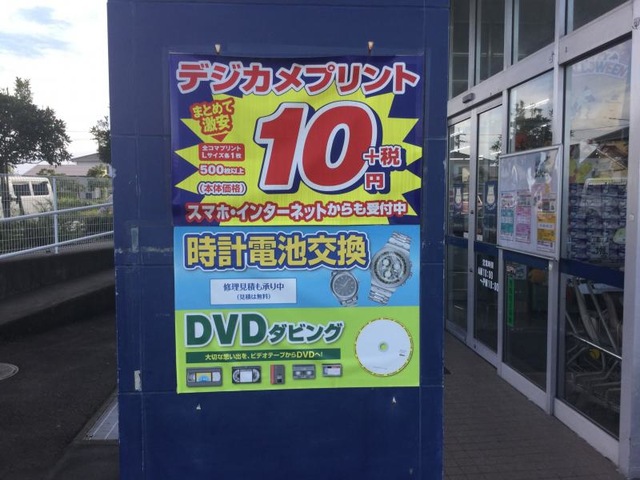 デジカメプリント
まとめて
激安
全コマプリント
Lサイズ各1枚
500枚以上
(本体価格)
10
+税
円
スマホ・インターネットからも受付中
時計電池交換
修理見積も承り中
(見積は無料)
DVDダビング
大切な思い出を、ビデオテープからDVDへ!
営業時間